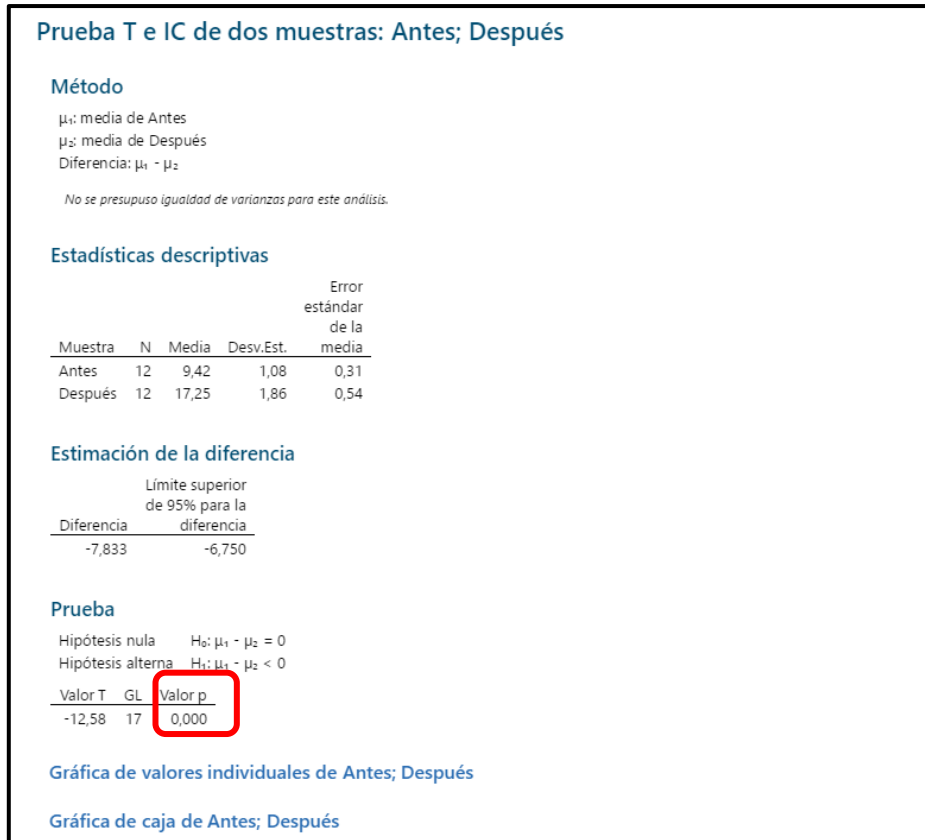 Prueba T e IC de dos muestras: Antes; Después
Método
μ₁: media de Antes
μ₂: media de Después
Diferencia: μ₁ - μ₂
No se presupuso igualdad de varianzas para este análisis.
Estadísticas descriptivas
Error
estándar
de la
Muestra N Media Desv.Est. media
Antes 12 9,42 1,08 0,31
Después 12 17,25 1,86 0,54
Estimación de la diferencia
Límite superior
de 95% para la
Diferencia diferencia
-7,833 -6,750
Prueba
Hipótesis nula H₀: μ₁ - μ₂ = 0
Hipótesis alterna H₁: μ₁ - μ₂ < 0
Valor T GL Valor p
-12,58 17 0,000
Gráfica de valores individuales de Antes; Después
Gráfica de caja de Antes; Después